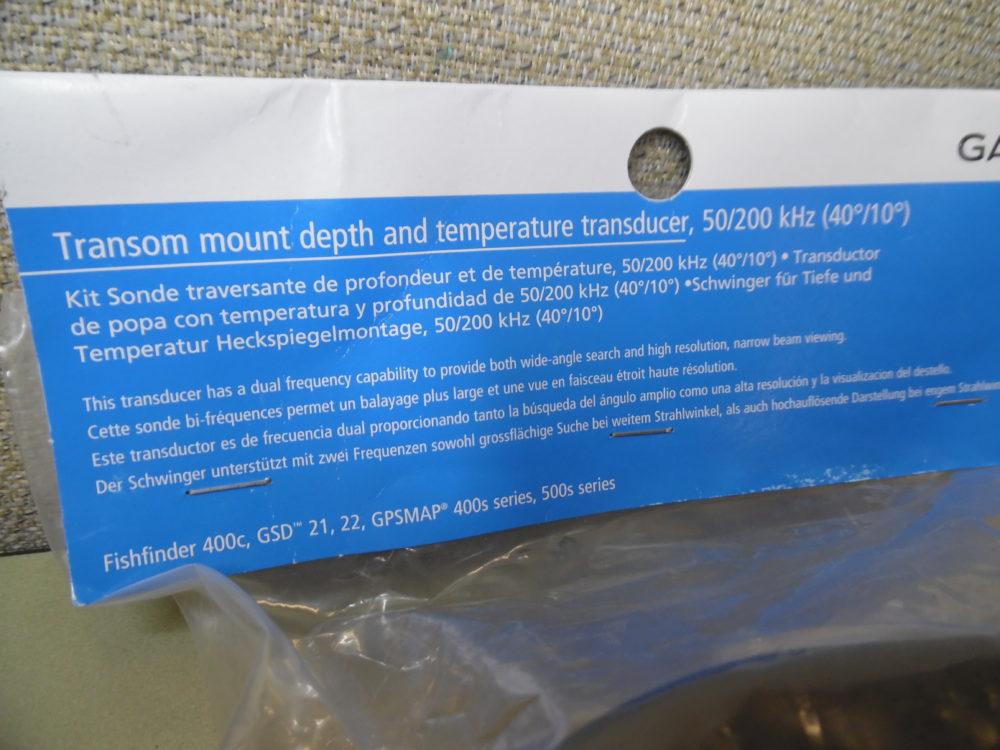 GA
Transom mount depth and temperature transducer, 50/200 kHz (40°/10°)
Kit Sonde traversante de profondeur et de température, 50/200 kHz (40°/10°) • Transductor
de popa con temperatura y profundidad de 50/200 kHz (40°/10°) •Schwinger für Tiefe und
Temperatur Heckspiegelmontage, 50/200 kHz (40°/10°)
This transducer has a dual frequency capability to provide both wide-angle search and high resolution, narrow beam viewing.
Cette sonde bi-fréquences permet un balayage plus large et une vue en faisceau étroit haute résolution.
Este transductor es de frecuencia dual proporcionando tanto la búsqueda del ángulo amplio como una alta resolución y la visualizacion del destello.
Der Schwinger unterstützt mit zwei Frequenzen sowohl grossflächige Suche bei weitem Strahlwinkel, als auch hochauflösende Darstellung bei engem
Fishfinder 400c, GSD™ 21, 22, GPSMAP® 400s series, 500s series